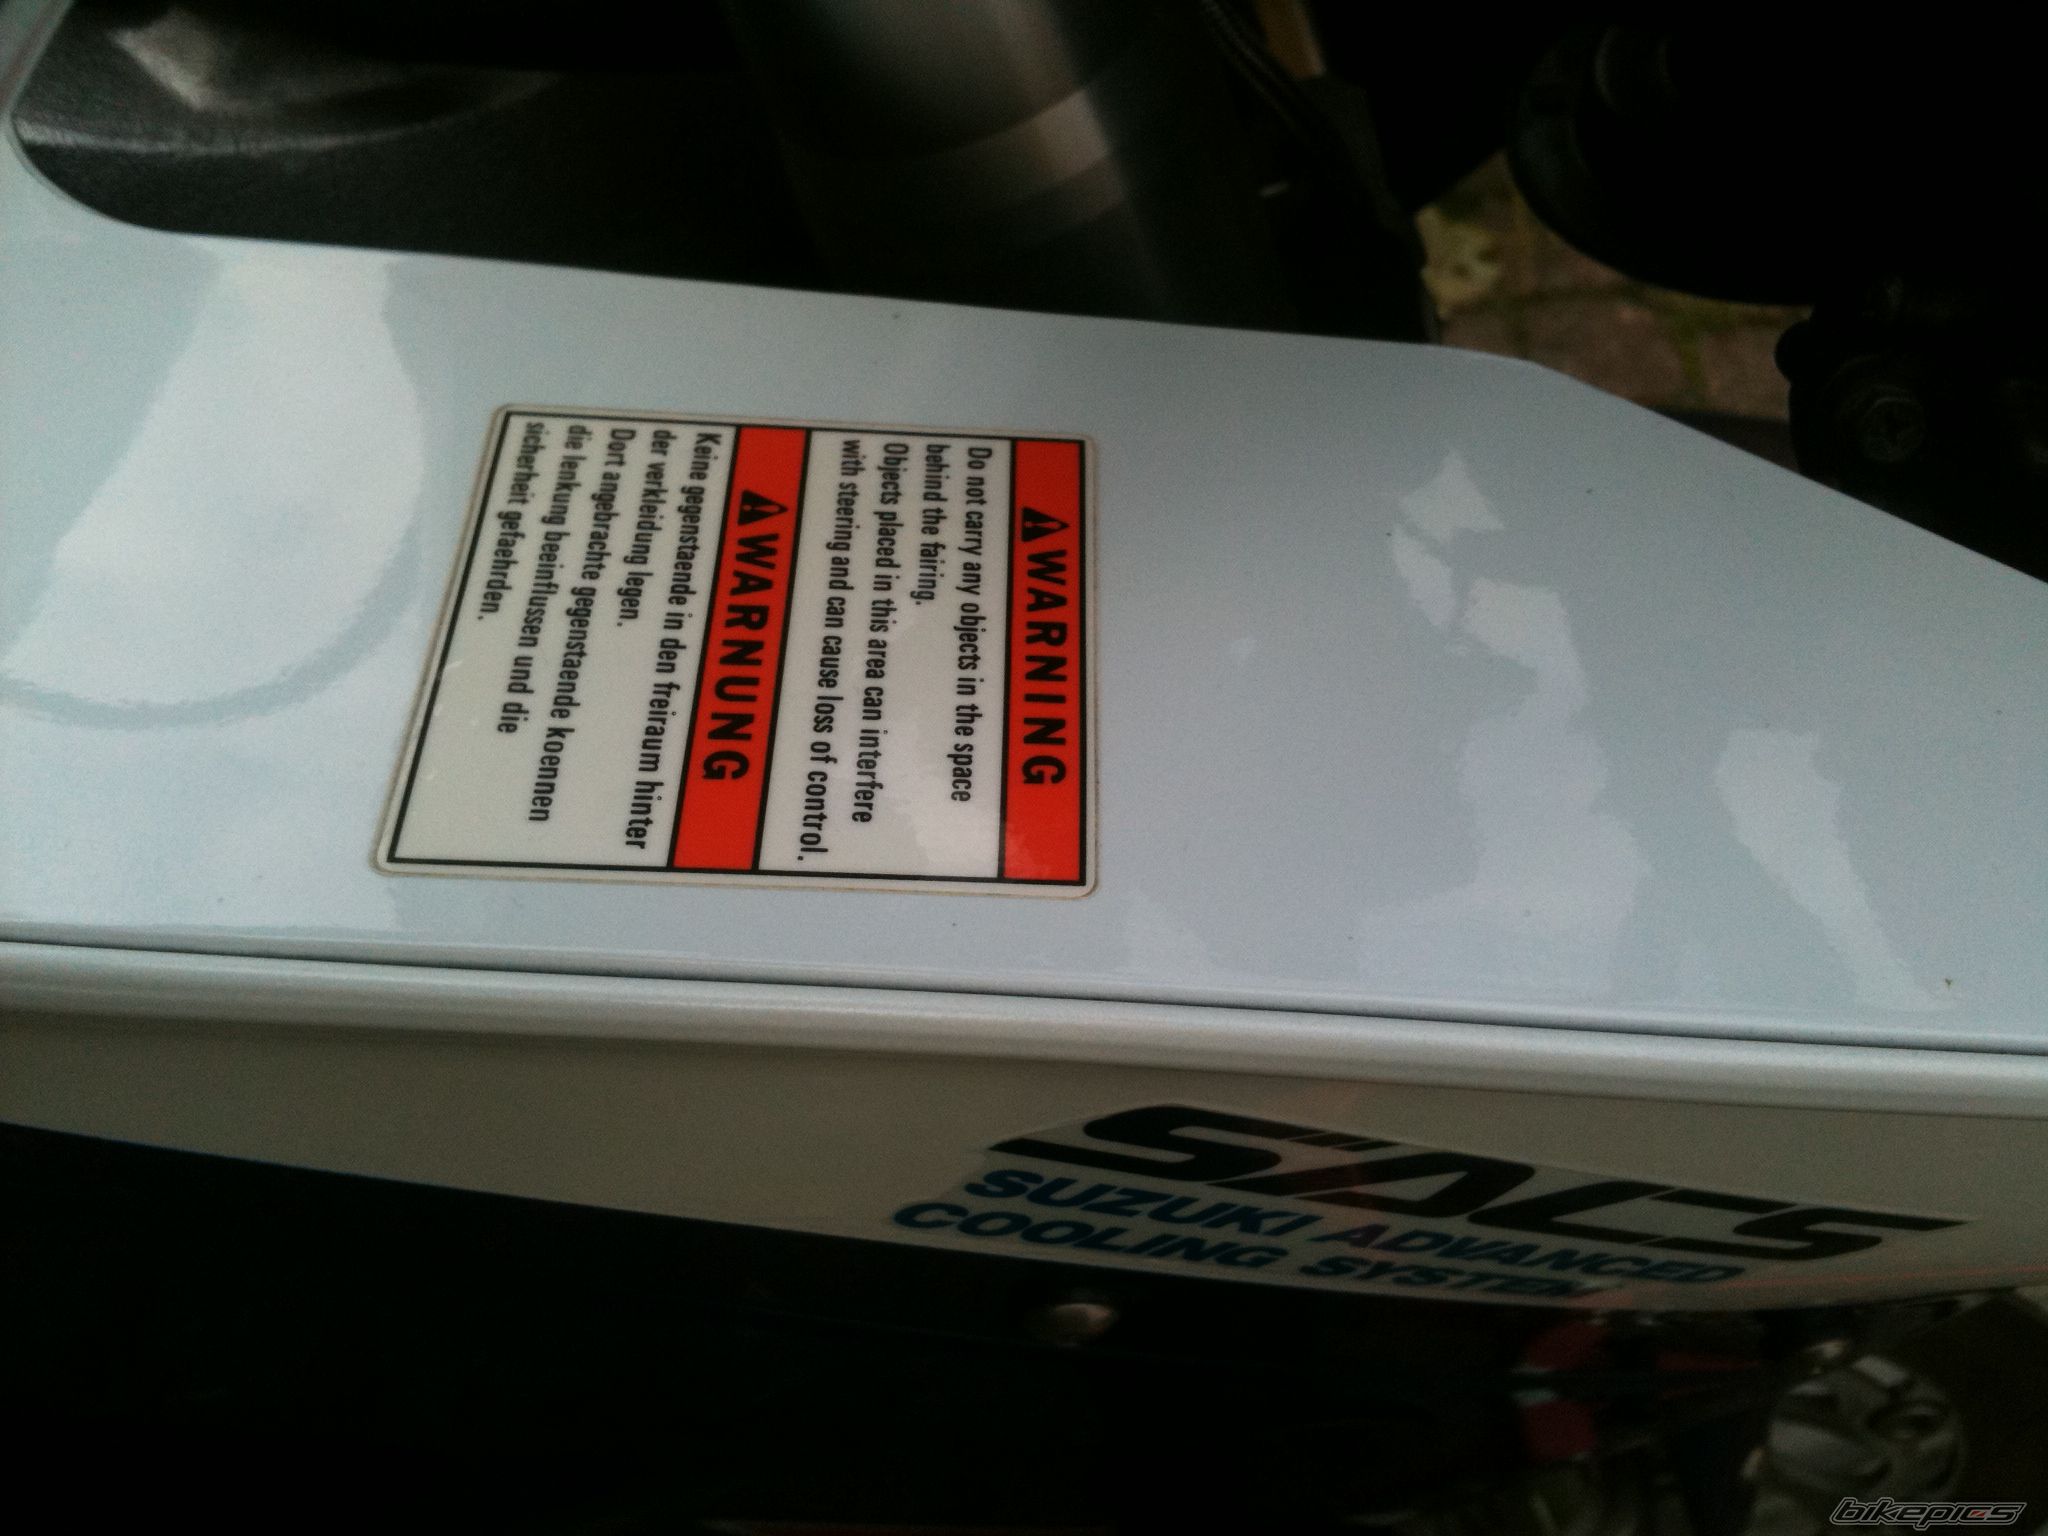 WARNING
Do not carry any objects in the space
behind the fairing.
Objects placed in this area can interfere
with steering and can cause loss of control.
WARNUNG
Keine gegenstaende in den freiraum hinter
der verkleidung legen.
Dort angebrachte gegenstaende koennen
die lenkung beeinflussen und die
sicherheit gefaehrden.
SACS
SUZUKI ADVANCED
COOLING SYSTEM
bikepics